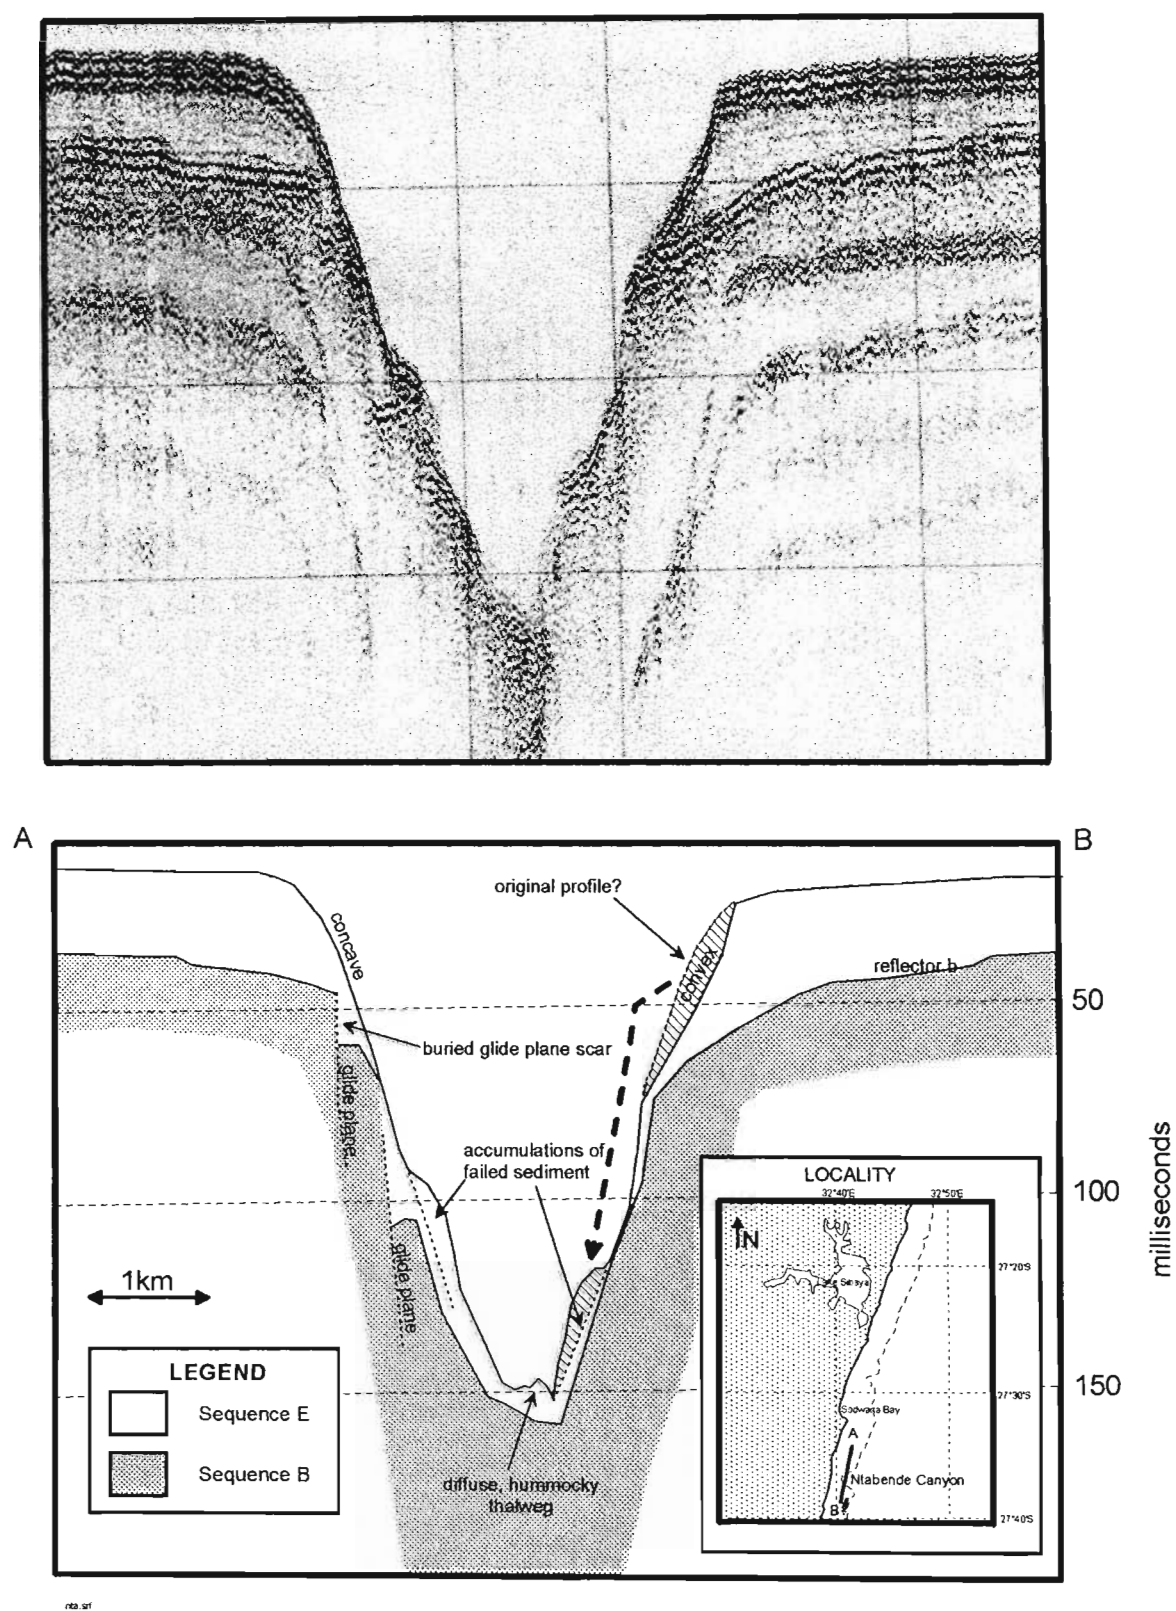 A
B
original profile?
concave
convex
reflector b
50
buried glide plane scar
glide plane
accumulations of
failed sediment
100
milliseconds
glide plane
1km
150
LEGEND
Sequence E
Sequence B
diffuse, hummocky
thalweg
LOCALITY
32°40'E
32°50'E
N
27°20'S
Sibaya
27°30'S
Sodwana Bay
A
Ntabende Canyon
B
27°40'S
200